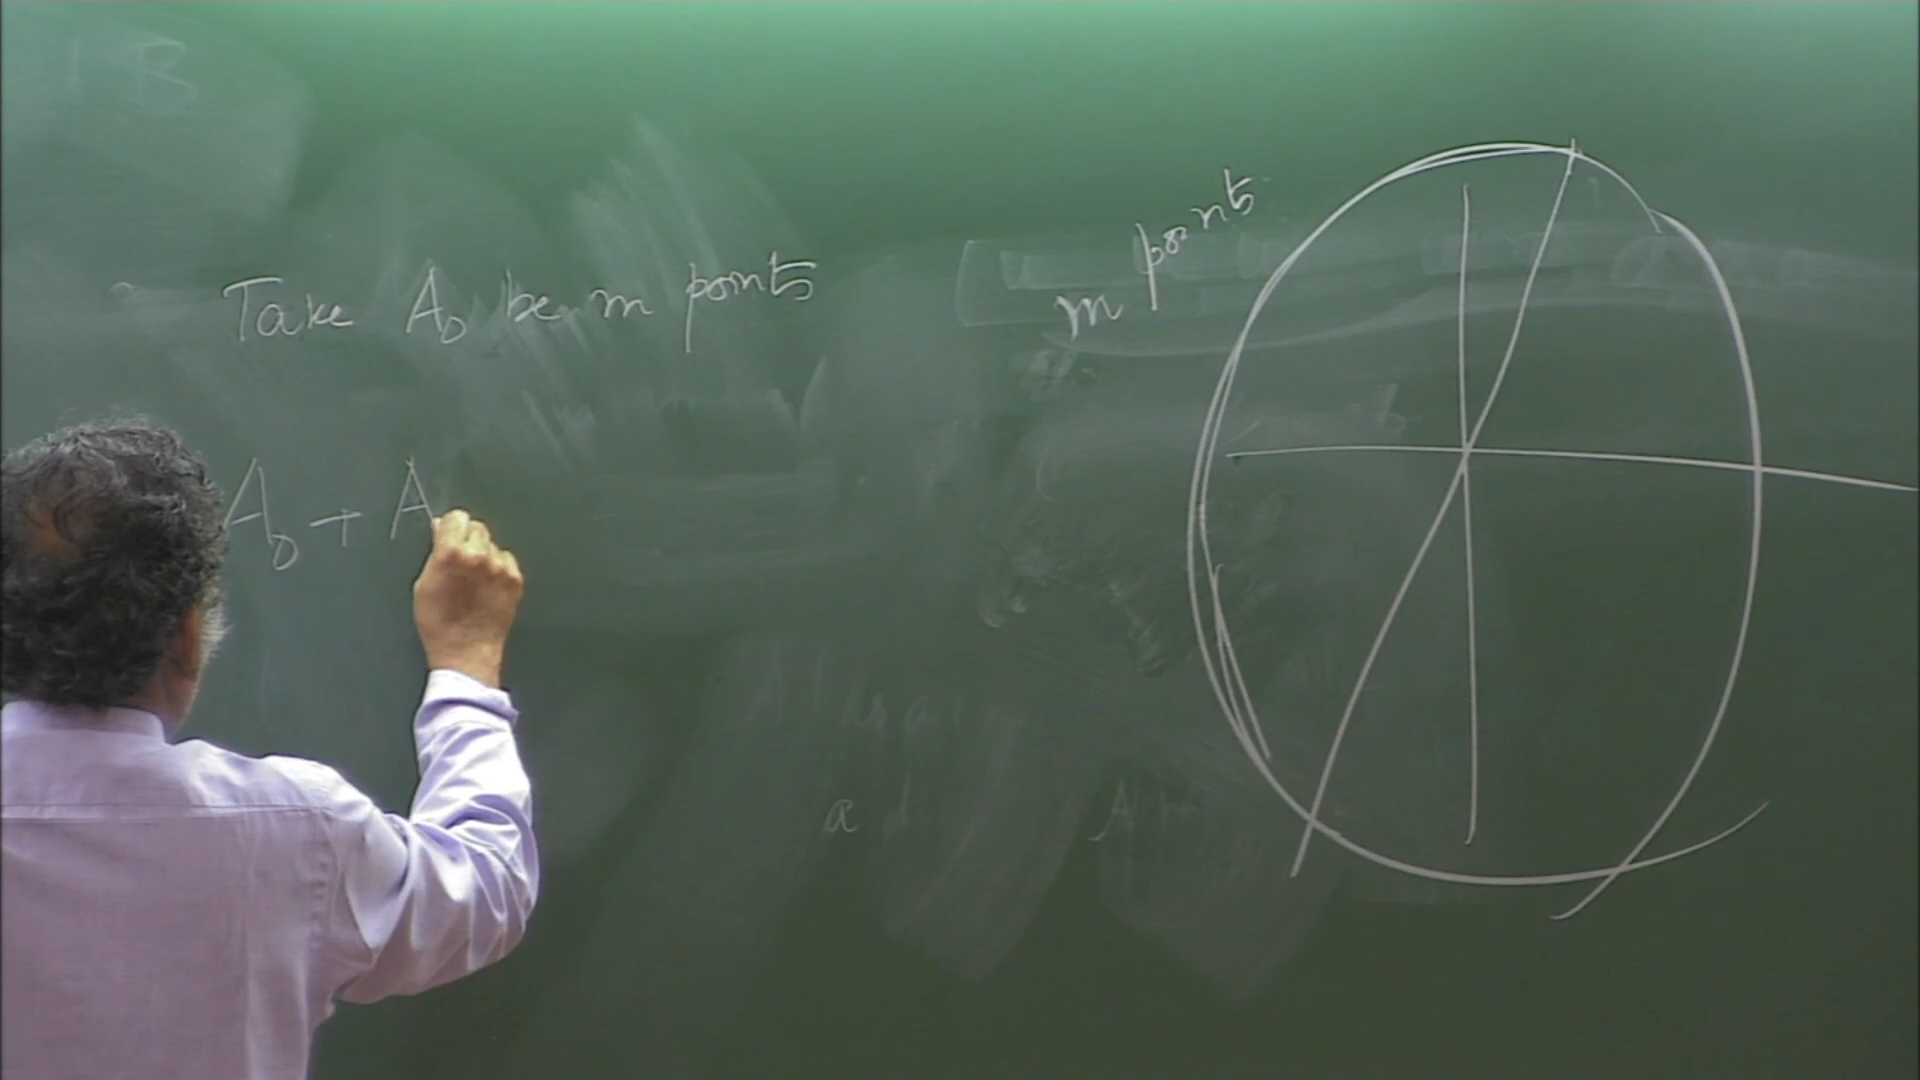 Take A₀ be m points
m points
A₀ + A